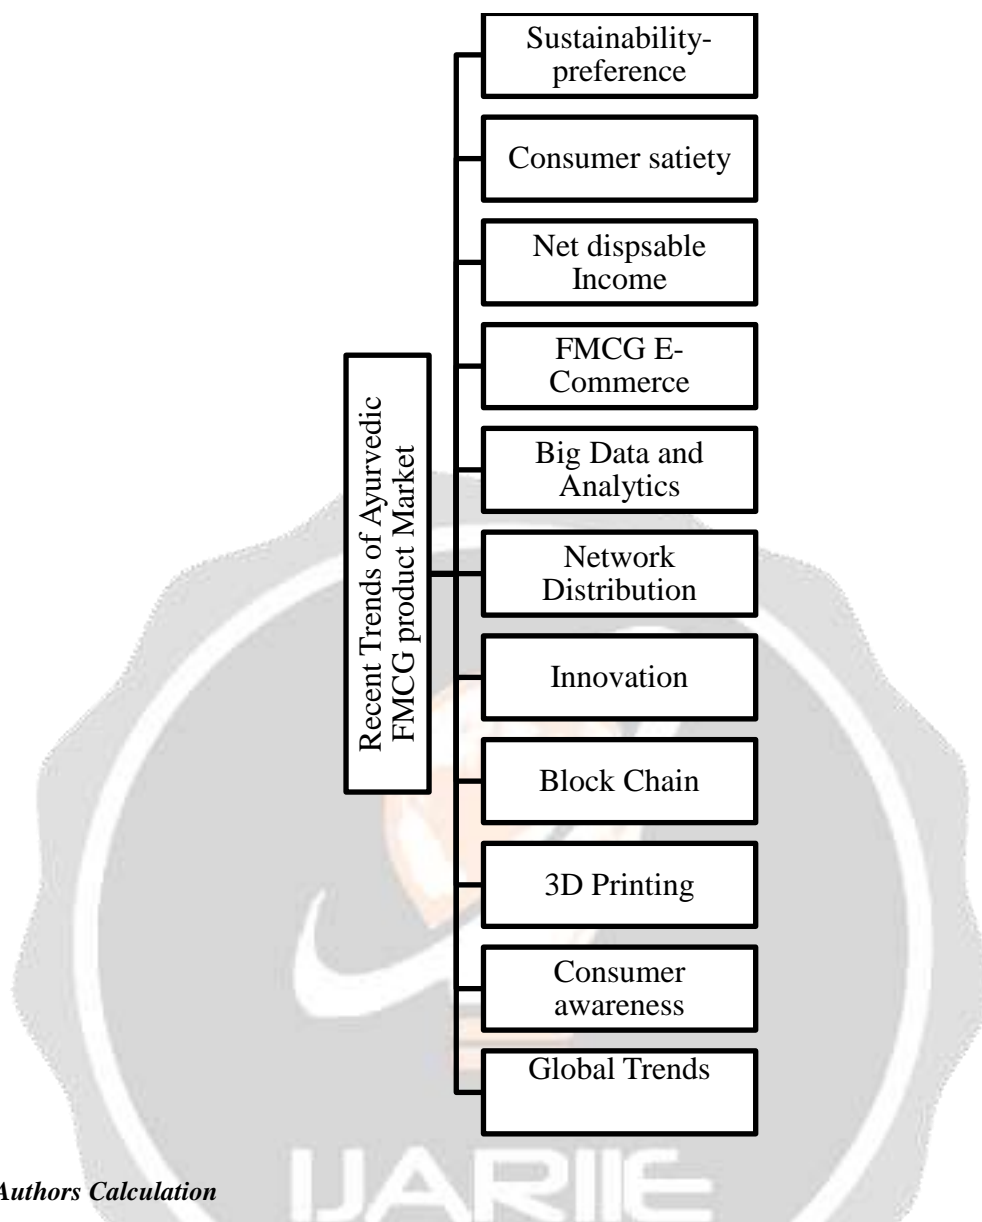 Sustainability-
preference
Consumer satiety
Net dispsable
Income
FMCG E-
Commerce
Big Data and
Analytics
Recent Trends of Ayurvedic
FMCG product Market
Network
Distribution
Innovation
Block Chain
3D Printing
Consumer
awareness
Global Trends
Authors Calculation
IJARIIE